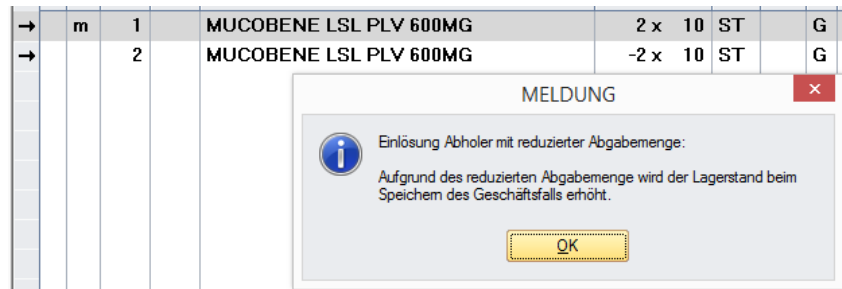 → m 1 MUCOBENE LSL PLV 600MG 2 x 10 ST G
→ 2 MUCOBENE LSL PLV 600MG -2 x 10 ST G
MELDUNG
Einlösung Abholer mit reduzierter Abgabemenge:
Aufgrund des reduzierten Abgabemenge wird der Lagerstand beim
Speichern des Geschäftsfalls erhöht.
OK